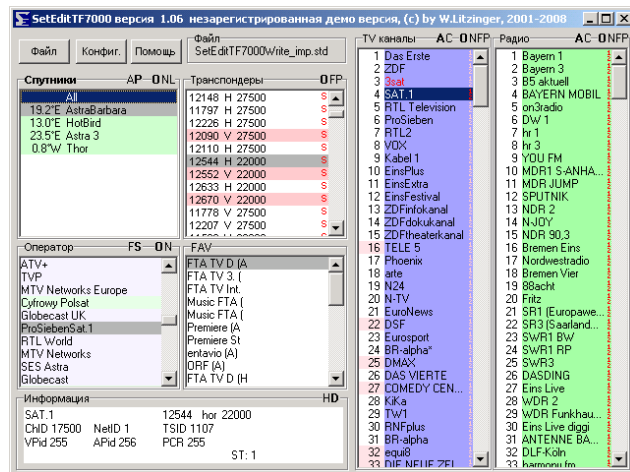 SetEditTF7000 версия 1.06 незарегистрированная демо версия, (c) by W.Litzinger, 2001-2008
Файл
Конфиг.
Помощь
Файл
SetEditTF7000Write_imp.std
Спутники AP ONL
All
19.2°E AstraBarbara
13.0°E HotBird
23.5°E Astra 3
0.8°W Thor
Транспондеры OFP
12148 H 27500 S
11797 H 27500 S
12226 H 27500 S
12090 V 27500 S
12110 H 27500 S
12544 H 22000 S
12552 V 22000 S
12633 H 22000 S
12670 V 22000 S
11778 V 27500 S
12207 V 27500 S
Оператор FS ON
ATV+
TVP
MTV Networks Europe
Cyfrowy Polsat
Globecast UK
ProSiebenSat.1
RTL World
MTV Networks
SES Astra
Globecast
FAV
FTA TV D (A
FTA TV 3. (
FTA TV Int.
Music FTA (
Music FTA (
Premiere (A
Premiere St
entavio (A)
ORF (A)
FTA TV D (H
Информация HD
SAT.1 12544 hor 22000
ChID 17500 NetID 1 TSID 1107
VPid 255 APid 256 PCR 255
ST: 1
TV каналы AC ONFP
1 Das Erste
2 ZDF
3 3sat
4 SAT.1
5 RTL Television
6 ProSieben
7 RTL2
8 VOX
9 Kabel 1
10 EinsPlus
11 EinsExtra
12 EinsFestival
13 ZDFinfokanal
14 ZDFdokukanal
15 ZDFtheaterkanal
16 TELE 5
17 Phoenix
18 arte
19 N24
20 N-TV
21 EuroNews
22 DSF
23 Eurosport
24 BR-alpha*
25 DMAX
26 DAS VIERTE
27 COMEDY CEN...
28 KiKa
29 TW1
30 RNFplus
31 BR-alpha
32 equi8
33 DIE NEUE ZEI
Радио AC ONFP
1 Bayern 1
2 Bayern 3
3 B5 aktuell
4 BAYERN MOBIL
5 on3radio
6 DW 1
7 hr 1
8 hr 3
9 YOU FM
10 MDR1 S-ANHA...
11 MDR JUMP
12 SPUTNIK
13 NDR 2
14 N-JOY
15 NDR 90,3
16 Bremen Eins
17 Nordwestradio
18 Bremen Vier
19 88acht
20 Fritz
21 SR1 (Europawe...
22 SR3 (Saarland...
23 SWR1 BW
24 SWR1 RP
25 SWR3
26 DASDING
27 Eins Live
28 WDR 2
29 WDR Funkhau...
30 Eins Live diggi
31 ANTENNE BA...
32 DLF-Köln
33 harmony.fm